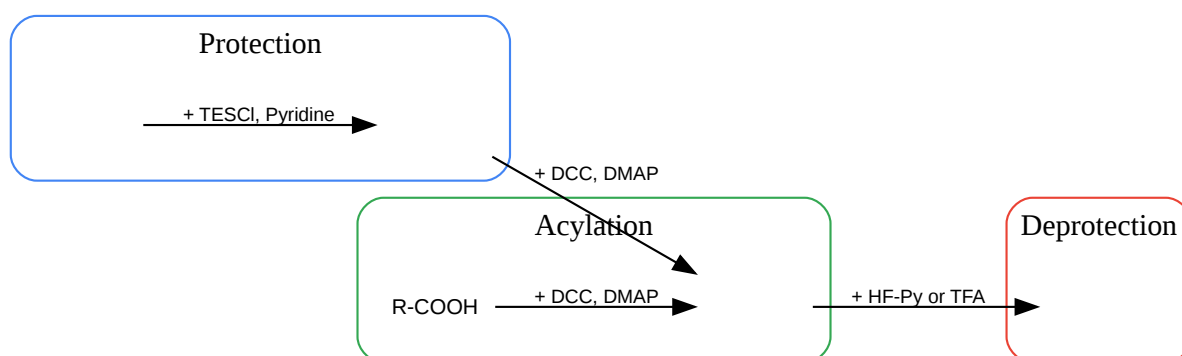 Protection
+ TESCl, Pyridine
+ DCC, DMAP
Acylation
Deprotection
R-COOH
+ DCC, DMAP
+ HF-Py or TFA